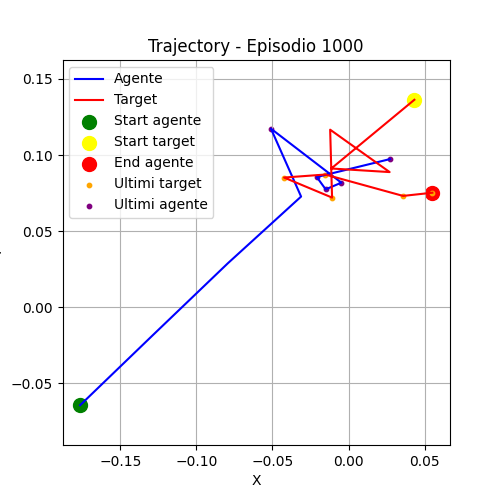 Trajectory - Episodio 1000
Agente
Target
Start agente
Start target
End agente
Ultimi target
Ultimi agente
0.15
0.10
0.05
0.00
−0.05
−0.15
−0.10
−0.05
0.00
0.05
X